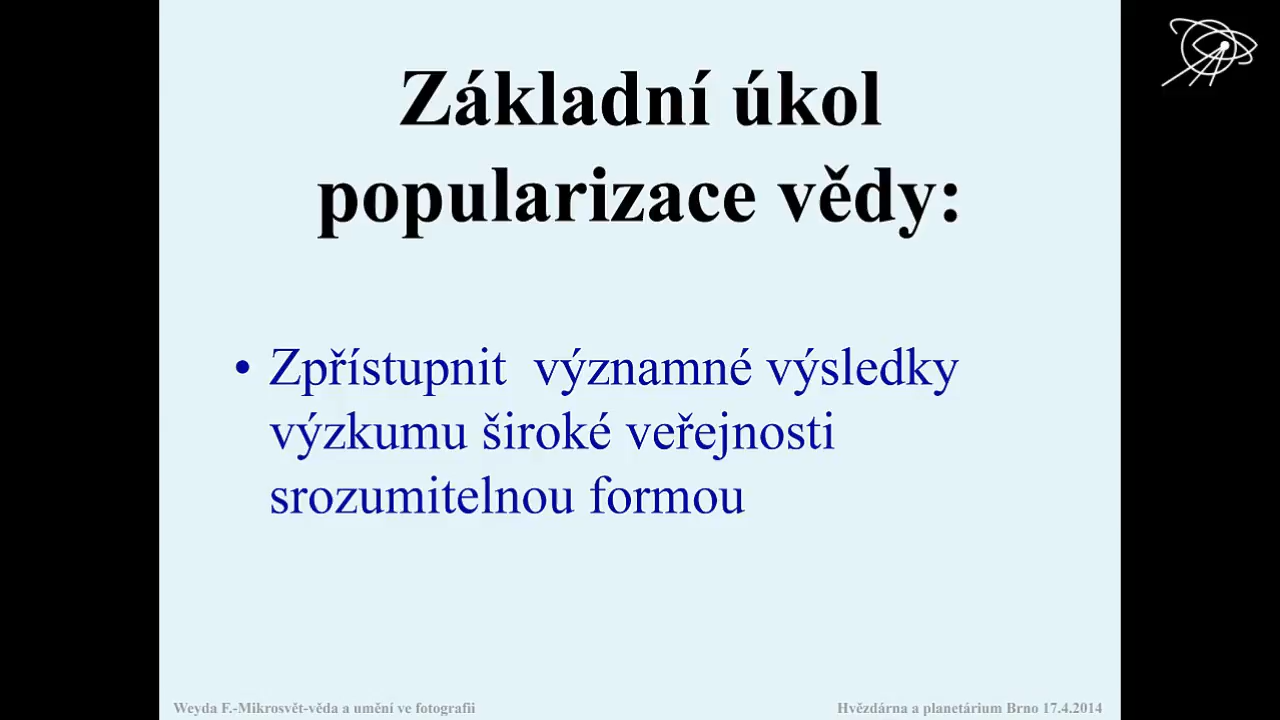 Základní úkol
popularizace vědy:
• Zpřístupnit  významné výsledky
výzkumu široké veřejnosti
srozumitelnou formou
Weyda F.-Mikrosvět-věda a umění ve fotografii
Hvězdárna a planetárium Brno 17.4.2014